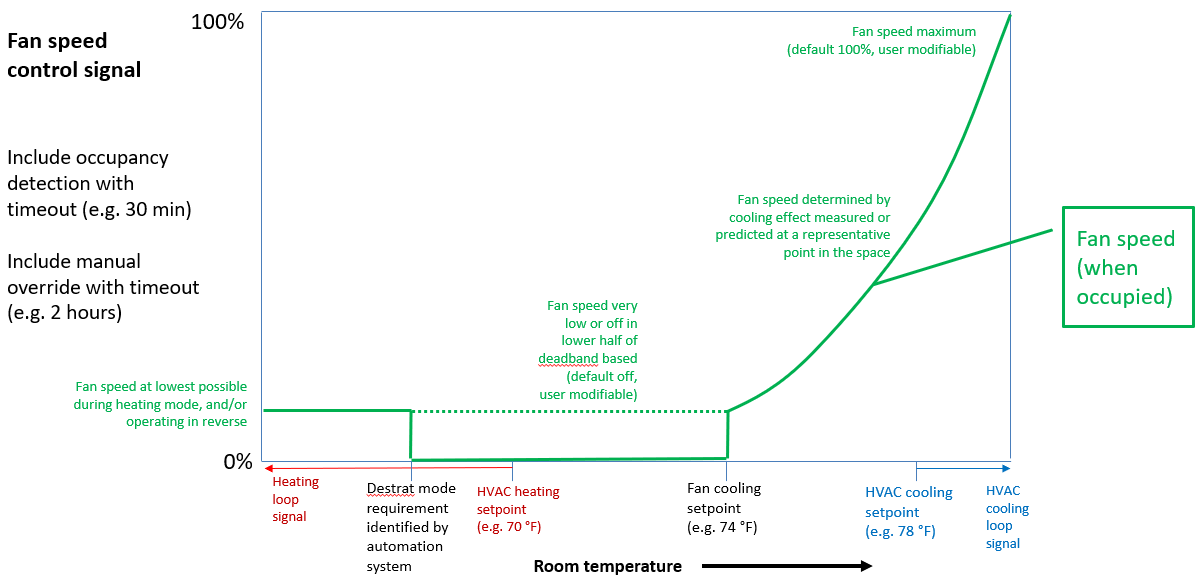 100%
Fan speed
control signal
Fan speed maximum
(default 100%, user modifiable)
Include occupancy
detection with
timeout (e.g. 30 min)
Fan speed determined by
cooling effect measured or
predicted at a representative
point in the space
Fan speed
(when
occupied)
Include manual
override with timeout
(e.g. 2 hours)
Fan speed very
low or off in
lower half of
deadband based
(default off,
user modifiable)
Fan speed at lowest possible
during heating mode, and/or
operating in reverse
0%
Heating
loop
signal
Destrat mode
requirement
identified by
automation
system
HVAC heating
setpoint
(e.g. 70 °F)
Fan cooling
setpoint
(e.g. 74 °F)
HVAC cooling
setpoint
(e.g. 78 °F)
HVAC
cooling
loop
signal
Room temperature